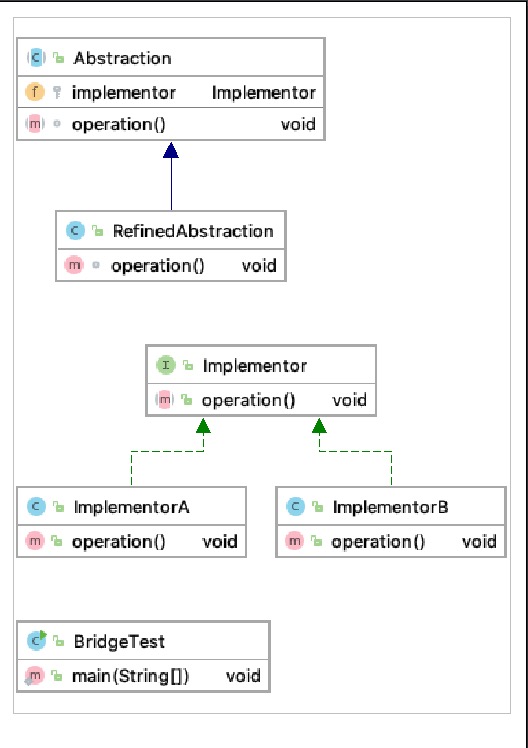 Abstraction
implementor Implementor
operation() void
RefinedAbstraction
operation() void
Implementor
operation() void
ImplementorA
operation() void
ImplementorB
operation() void
BridgeTest
main(String[]) void